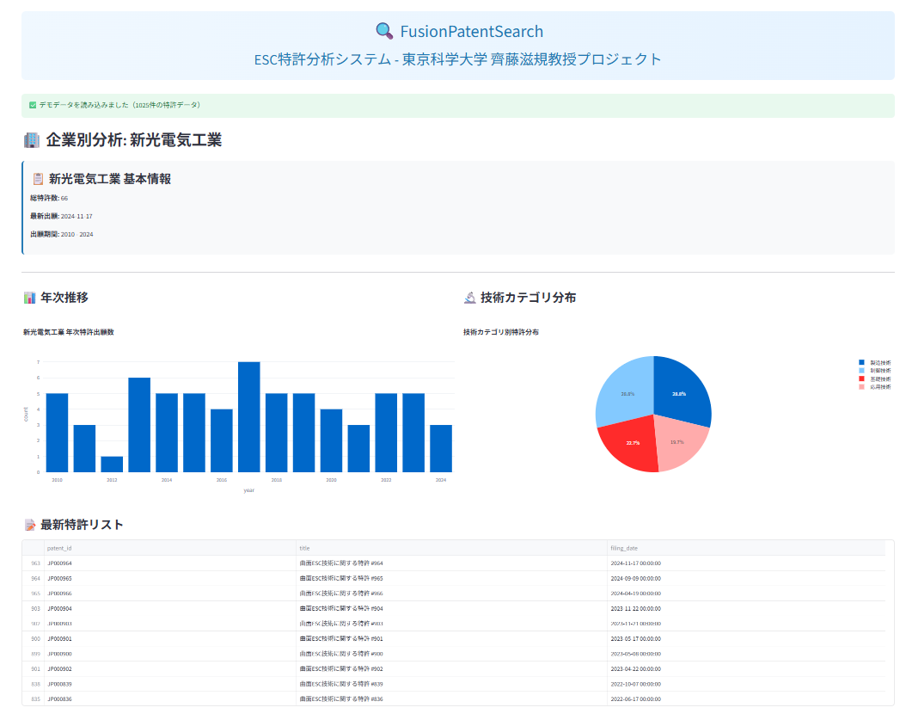 FusionPatentSearch
ESC特許分析システム - 東京科学大学 齊藤滋規教授プロジェクト
デモデータを読み込みました（1025件の特許データ）
企業別分析: 新光電気工業
新光電気工業 基本情報
総特許数: 66
最新出願: 2024-11-17
出願期間: 2010 - 2024
年次推移
技術カテゴリ分布
新光電気工業 年次特許出願数
技術カテゴリ別特許分布
7
6
5
4
3
2
1
0
count
2010
2012
2014
2016
2018
2020
2022
2024
year
22.7%
製造技術
制御技術
基礎技術
応用技術
最新特許リスト
patent_id title filing_date
963 JP000964 曲面ESC技術に関する特許 #964 2024-11-17 00:00:00
964 JP000965 曲面ESC技術に関する特許 #965 2024-09-09 00:00:00
965 JP000966 曲面ESC技術に関する特許 #966 2024-04-19 00:00:00
903 JP000904 曲面ESC技術に関する特許 #904 2023-11-22 00:00:00
902 JP000903 曲面ESC技術に関する特許 #903 2023-11-21 00:00:00
900 JP000901 曲面ESC技術に関する特許 #901 2023-05-17 00:00:00
899 JP000900 曲面ESC技術に関する特許 #900 2023-05-08 00:00:00
901 JP000902 曲面ESC技術に関する特許 #902 2023-04-22 00:00:00
838 JP000839 曲面ESC技術に関する特許 #839 2022-10-07 00:00:00
835 JP000836 曲面ESC技術に関する特許 #836 2022-06-17 00:00:00